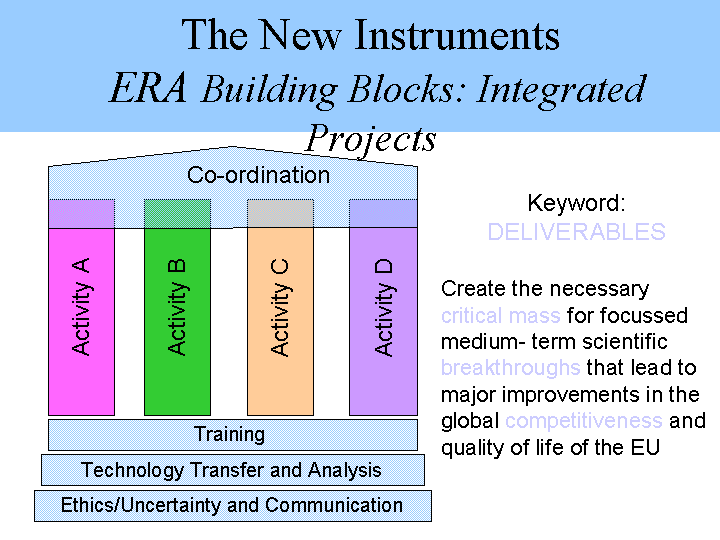 The New Instruments
ERA Building Blocks: Integrated
Projects
Co-ordination
Activity A
Activity B
Activity C
Activity D
Training
Technology Transfer and Analysis
Ethics/Uncertainty and Communication
Keyword:
DELIVERABLES
Create the necessary
critical mass for focussed
medium- term scientific
breakthroughs that lead to
major improvements in the
global competitiveness and
quality of life of the EU